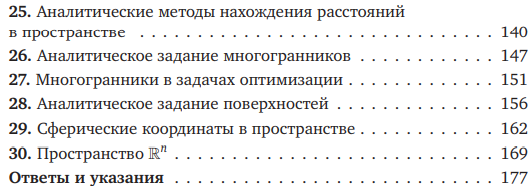 25. Аналитические методы нахождения расстояний
в пространстве . . . . . . . . . . . . . . . . . . . . . . . . . . . . . . 140
26. Аналитическое задание многогранников . . . . . . . . . . . . 147
27. Многогранники в задачах оптимизации . . . . . . . . . . . . . 151
28. Аналитическое задание поверхностей . . . . . . . . . . . . . . 156
29. Сферические координаты в пространстве . . . . . . . . . . . . 162
30. Пространство ℝⁿ . . . . . . . . . . . . . . . . . . . . . . . . . . . 169
Ответы и указания . . . . . . . . . . . . . . . . . . . . . . . . . . . 177